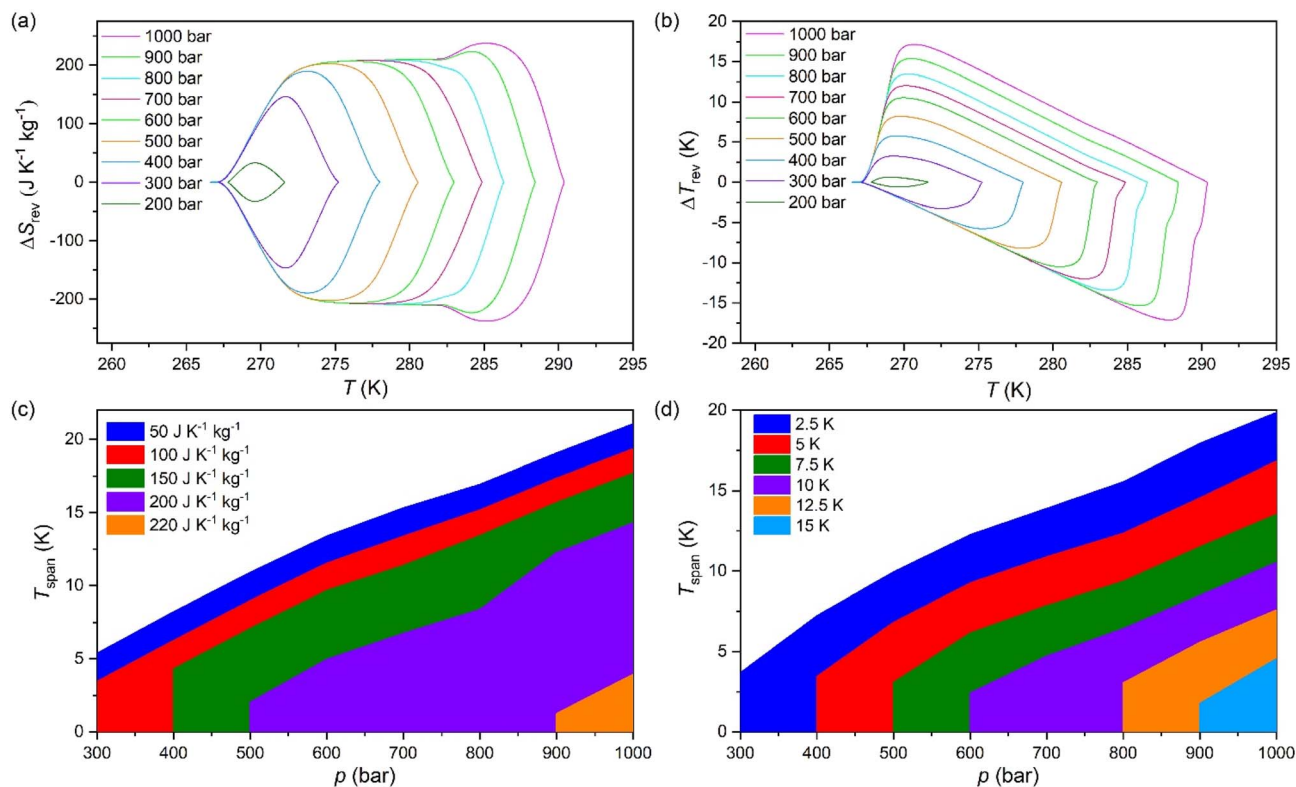 (a)
1000 bar
900 bar
800 bar
700 bar
600 bar
500 bar
400 bar
300 bar
200 bar
200
100
0
-100
-200
ΔS_rev (J K⁻¹ kg⁻¹)
260 265 270 275 280 285 290 295
T (K)
(b)
1000 bar
900 bar
800 bar
700 bar
600 bar
500 bar
400 bar
300 bar
200 bar
20
15
10
5
0
-5
-10
-15
-20
ΔT_rev (K)
260 265 270 275 280 285 290 295
T (K)
(c)
50 J K⁻¹ kg⁻¹
100 J K⁻¹ kg⁻¹
150 J K⁻¹ kg⁻¹
200 J K⁻¹ kg⁻¹
220 J K⁻¹ kg⁻¹
20
15
10
5
0
T_span (K)
300 400 500 600 700 800 900 1000
p (bar)
(d)
2.5 K
5 K
7.5 K
10 K
12.5 K
15 K
20
15
10
5
0
T_span (K)
300 400 500 600 700 800 900 1000
p (bar)